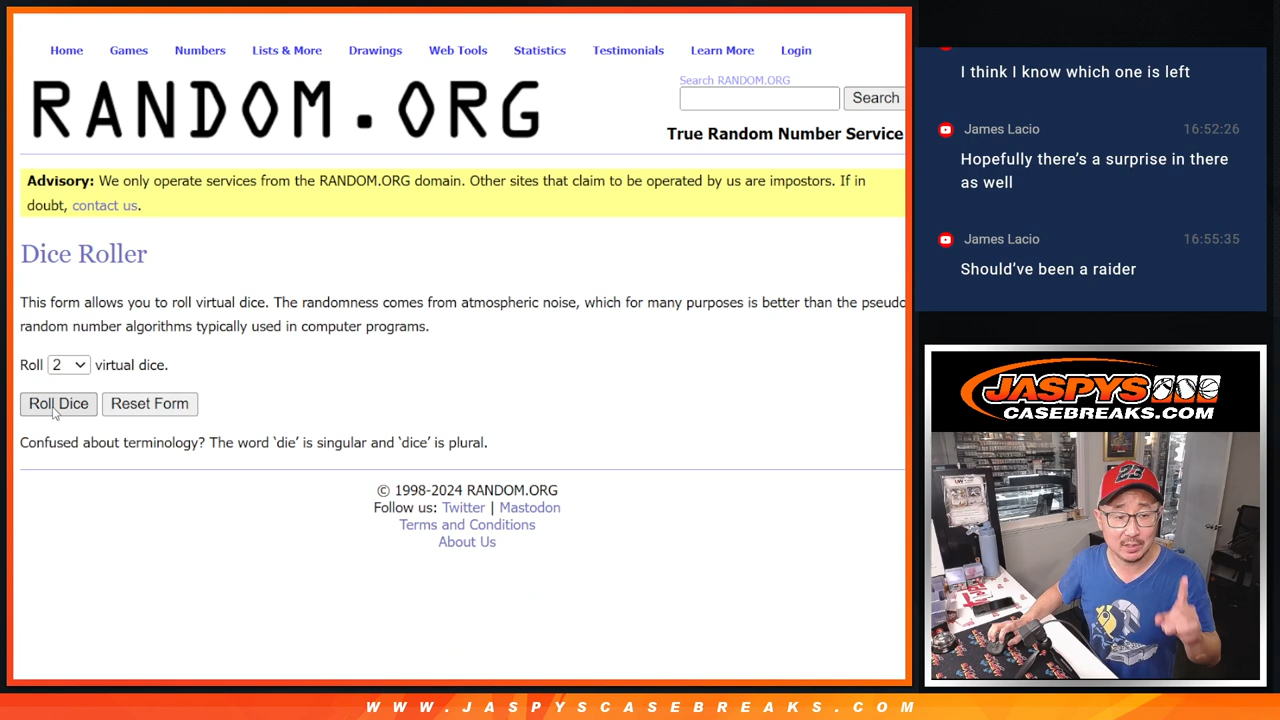 Home Games Numbers Lists & More Drawings Web Tools Statistics Testimonials Learn More Login
RANDOM.ORG
Search RANDOM.ORG
Search
True Random Number Service
Advisory: We only operate services from the RANDOM.ORG domain. Other sites that claim to be operated by us are impostors. If in
doubt, contact us.
Dice Roller
This form allows you to roll virtual dice. The randomness comes from atmospheric noise, which for many purposes is better than the pseudo
random number algorithms typically used in computer programs.
Roll 2 virtual dice.
Roll Dice Reset Form
Confused about terminology? The word ‘die’ is singular and ‘dice’ is plural.
© 1998-2024 RANDOM.ORG
Follow us: Twitter | Mastodon
Terms and Conditions
About Us
I think I know which one is left
James Lacio 16:52:26
Hopefully there’s a surprise in there
as well
James Lacio 16:55:35
Should’ve been a raider
JASPYS
CASEBREAKS.COM
23
WWW.JASPYSCASEBREAKS.COM